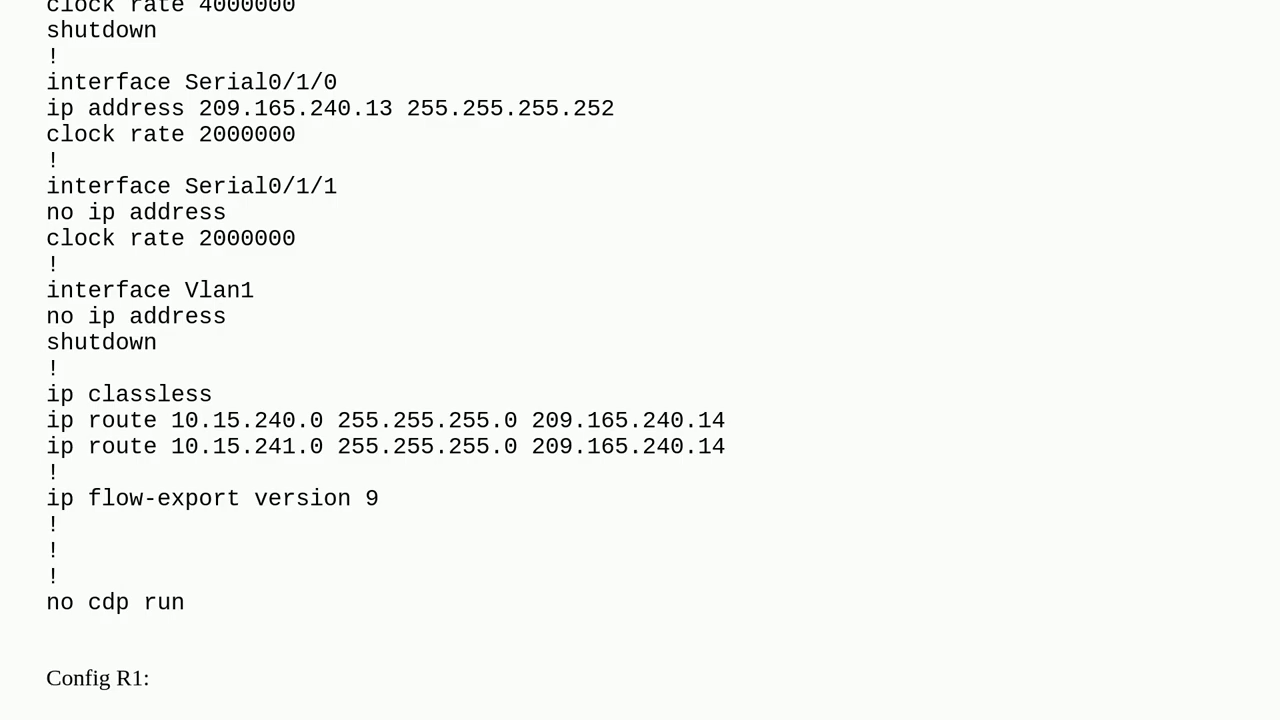 clock rate 4000000
shutdown
!
interface Serial0/1/0
ip address 209.165.240.13 255.255.255.252
clock rate 2000000
!
interface Serial0/1/1
no ip address
clock rate 2000000
!
interface Vlan1
no ip address
shutdown
!
ip classless
ip route 10.15.240.0 255.255.255.0 209.165.240.14
ip route 10.15.241.0 255.255.255.0 209.165.240.14
!
ip flow-export version 9
!
!
!
no cdp run
Config R1: